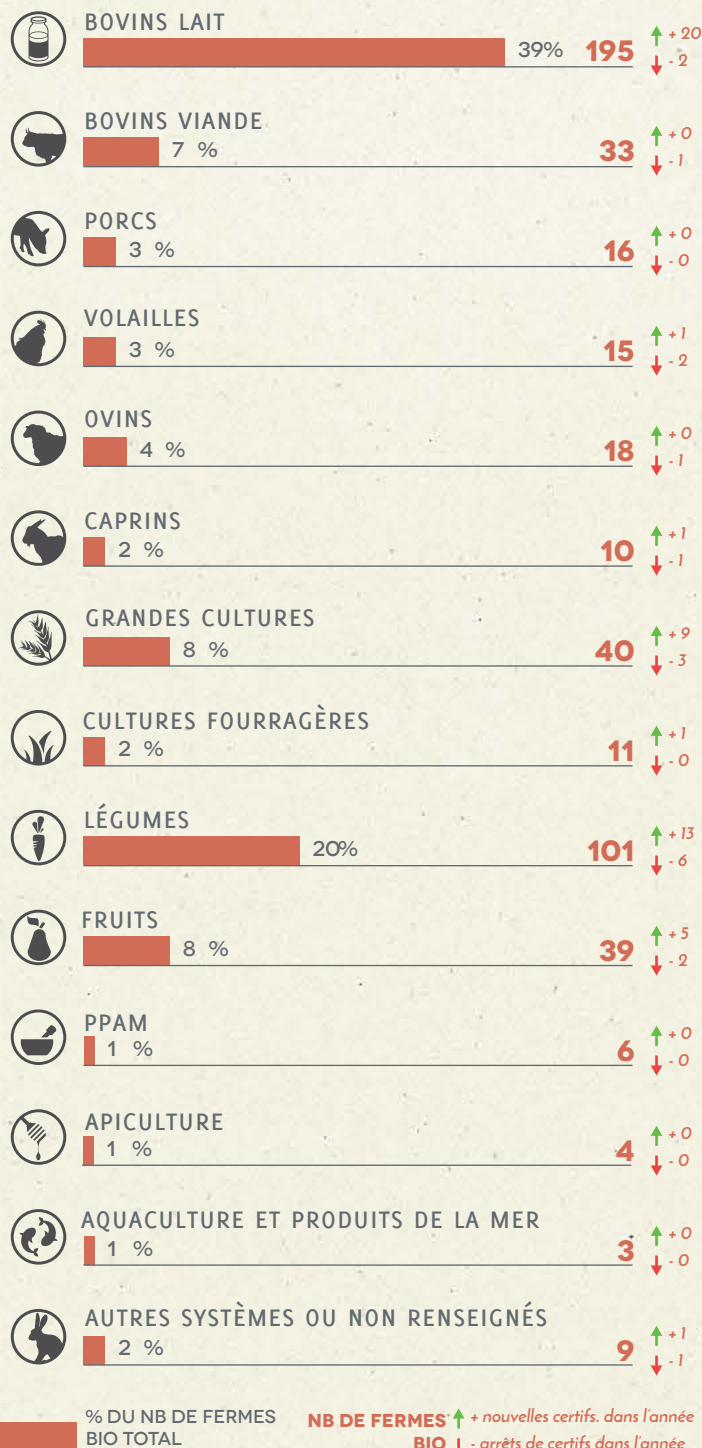 BOVINS LAIT
39% 195 + 20
- 2
BOVINS VIANDE
7 % 33 + 0
- 1
PORCS
3 % 16 + 0
- 0
VOLAILLES
3 % 15 + 1
- 2
OVINS
4 % 18 + 0
- 1
CAPRINS
2 % 10 + 1
- 1
GRANDES CULTURES
8 % 40 + 9
- 3
CULTURES FOURRAGÈRES
2 % 11 + 1
- 0
LÉGUMES
20% 101 + 13
- 6
FRUITS
8 % 39 + 5
- 2
PPAM
1 % 6 + 0
- 0
APICULTURE
1 % 4 + 0
- 0
AQUACULTURE ET PRODUITS DE LA MER
1 % 3 + 0
- 0
AUTRES SYSTÈMES OU NON RENSEIGNÉS
2 % 9 + 1
- 1
% DU NB DE FERMES
BIO TOTAL
NB DE FERMES + nouvelles certifs. dans l'année
BIO - arrêts de certifs dans l'année